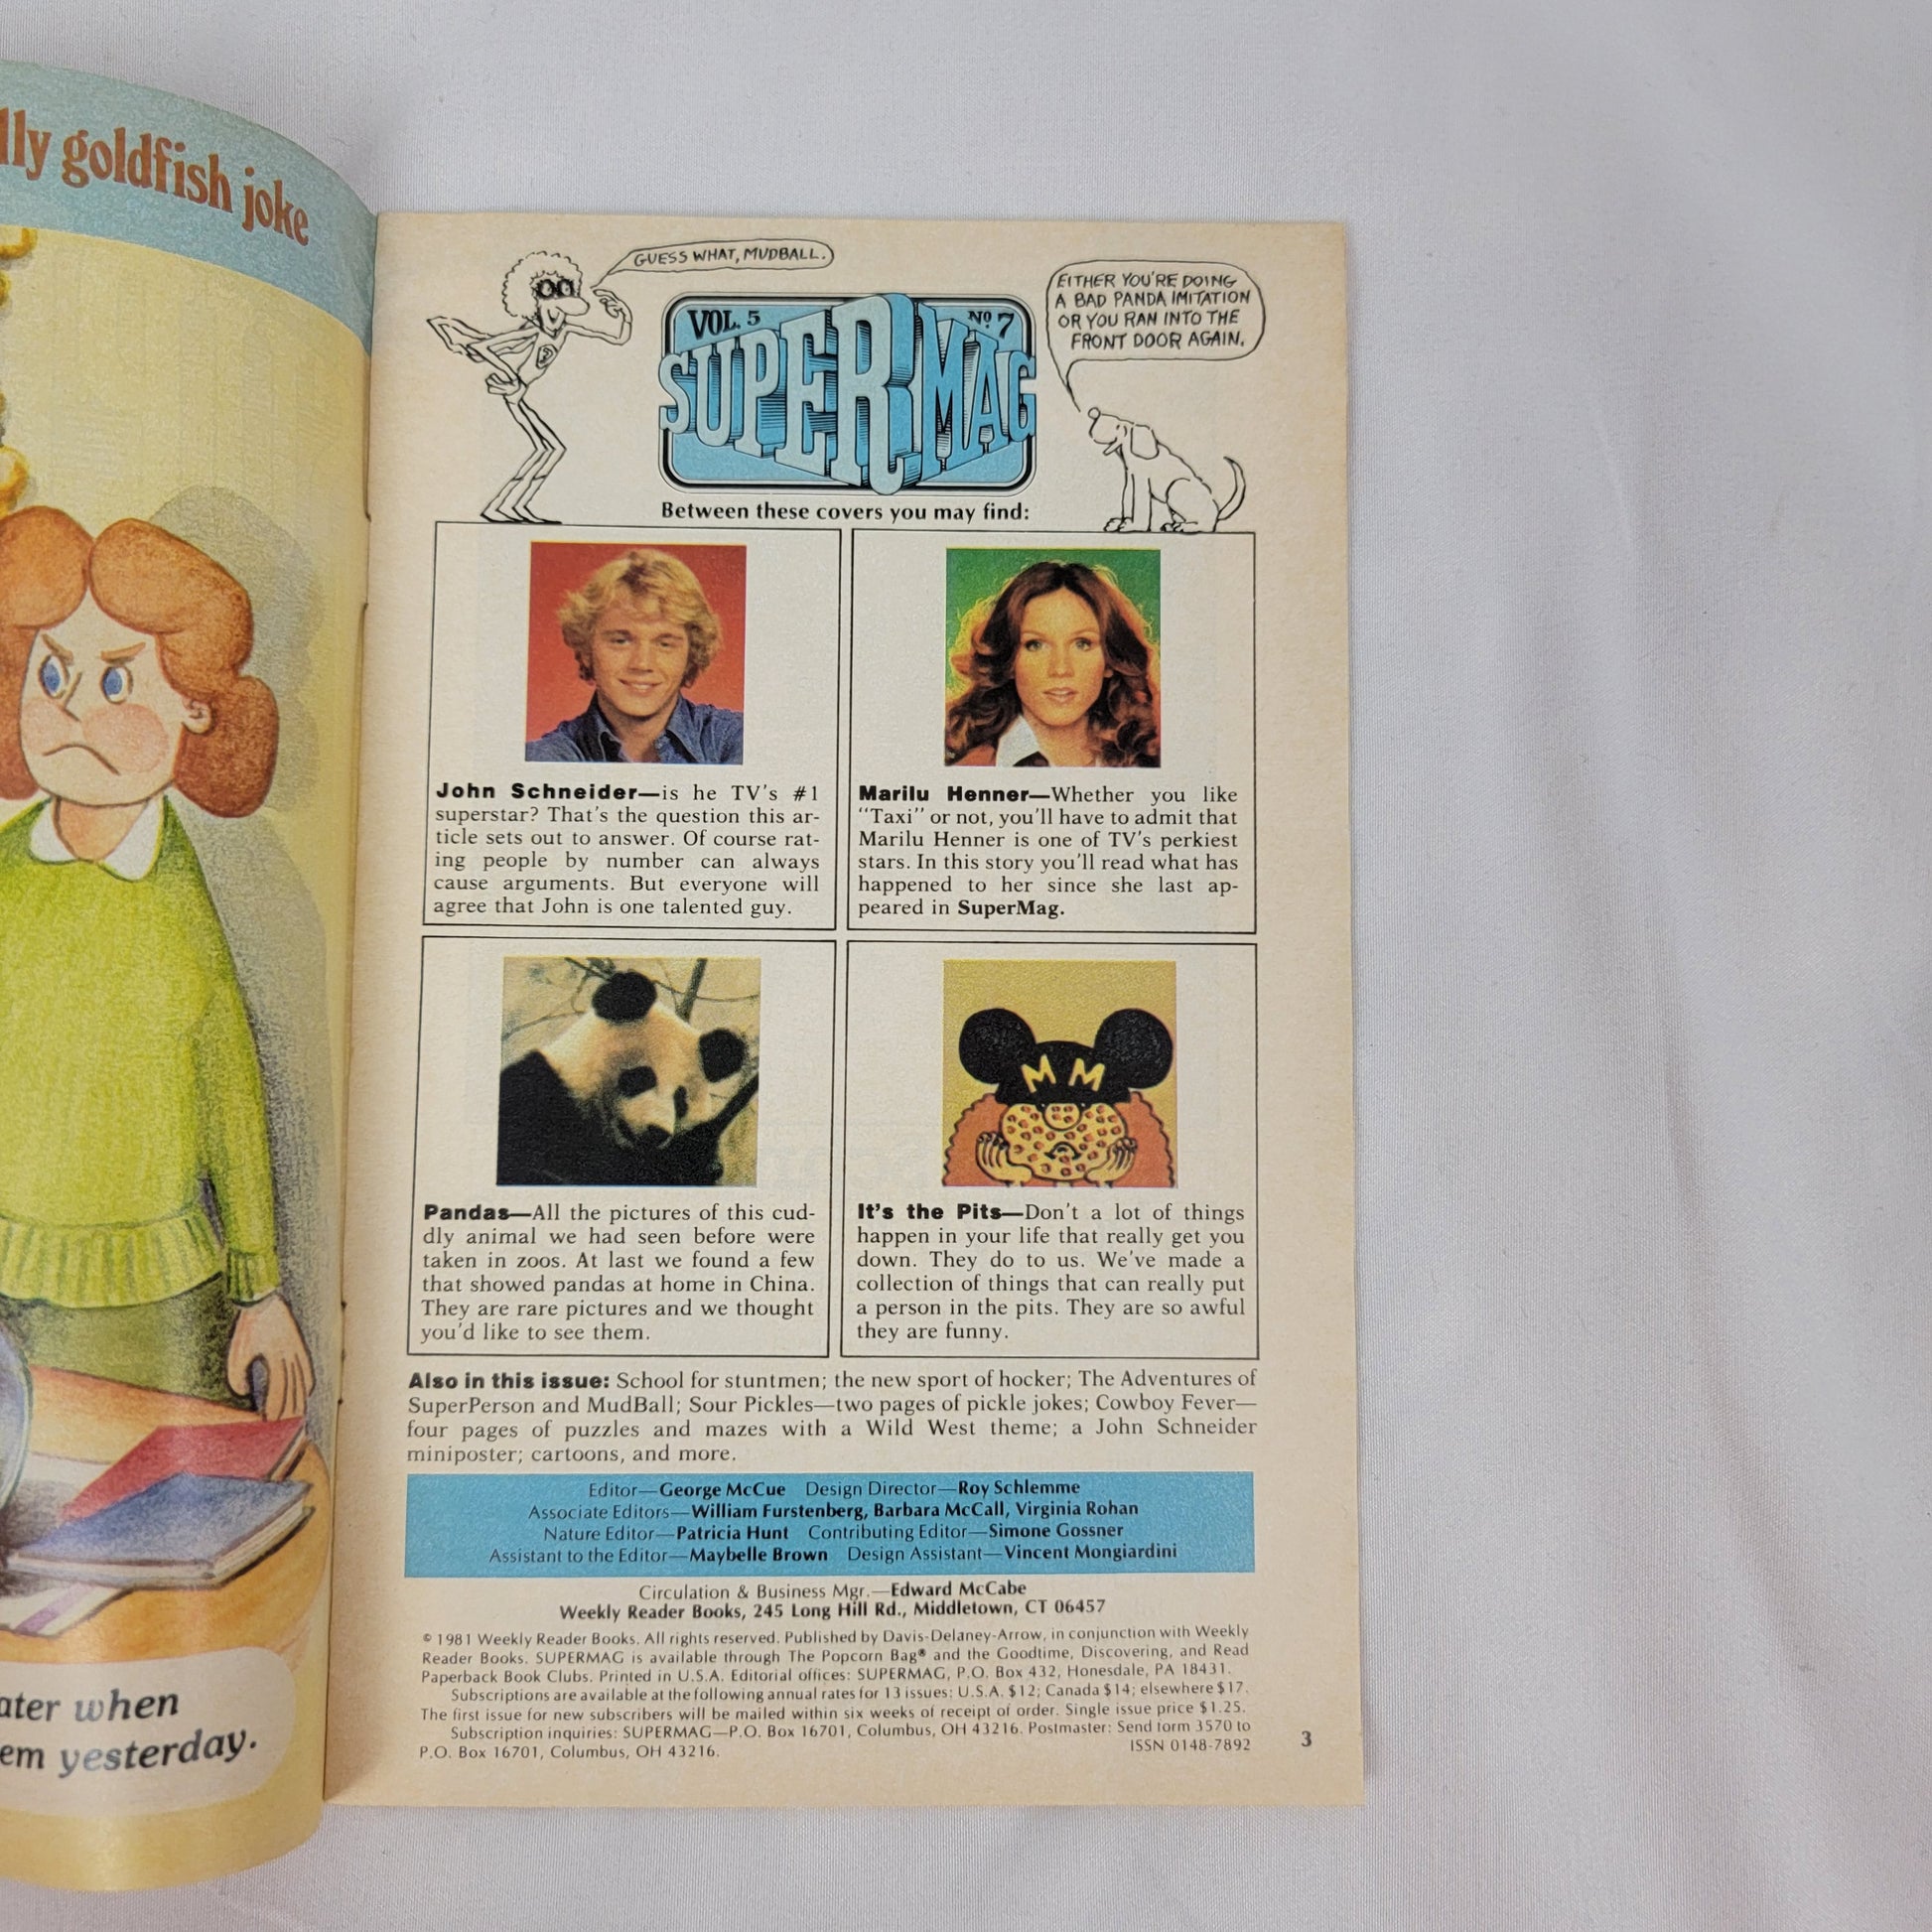 goldfish joke
when
yesterday.
GUESS WHAT, MUDBALL.
EITHER YOU'RE DOING
A BAD PANDA IMITATION
OR YOU RAN INTO THE
FRONT DOOR AGAIN.
VOL. 5
Nº 7
SUPERMAG
Between these covers you may find:
John Schneider—is he TV's #1
superstar? That's the question this ar-
ticle sets out to answer. Of course rat-
ing people by number can always
cause arguments. But everyone will
agree that John is one talented guy.
Marilu Henner—Whether you like
"Taxi" or not, you'll have to admit that
Marilu Henner is one of TV's perkiest
stars. In this story you'll read what has
happened to her since she last ap-
peared in SuperMag.
MM
Pandas—All the pictures of this cud-
dly animal we had seen before were
taken in zoos. At last we found a few
that showed pandas at home in China.
They are rare pictures and we thought
you'd like to see them.
It's the Pits—Don't a lot of things
happen in your life that really get you
down. They do to us. We've made a
collection of things that can really put
a person in the pits. They are so awful
they are funny.
Also in this issue: School for stuntmen; the new sport of hocker; The Adventures of
SuperPerson and MudBall; Sour Pickles—two pages of pickle jokes; Cowboy Fever—
four pages of puzzles and mazes with a Wild West theme; a John Schneider
miniposter; cartoons, and more.
Editor—George McCue Design Director—Roy Schlemme
Associate Editors—William Furstenberg, Barbara McCall, Virginia Rohan
Nature Editor—Patricia Hunt Contributing Editor—Simone Gossner
Assistant to the Editor—Maybelle Brown Design Assistant—Vincent Mongiardini
Circulation & Business Mgr.—Edward McCabe
Weekly Reader Books, 245 Long Hill Rd., Middletown, CT 06457
© 1981 Weekly Reader Books. All rights reserved. Published by Davis-Delaney-Arrow, in conjunction with Weekly
Reader Books. SUPERMAG is available through The Popcorn Bag® and the Goodtime, Discovering, and Read
Paperback Book Clubs. Printed in U.S.A. Editorial offices: SUPERMAG, P.O. Box 432, Honesdale, PA 18431.
Subscriptions are available at the following annual rates for 13 issues: U.S.A. $12; Canada $14; elsewhere $17.
The first issue for new subscribers will be mailed within six weeks of receipt of order. Single issue price $1.25.
Subscription inquiries: SUPERMAG—P.O. Box 16701, Columbus, OH 43216. Postmaster: Send form 3570 to
P.O. Box 16701, Columbus, OH 43216.
ISSN 0148-7892
3